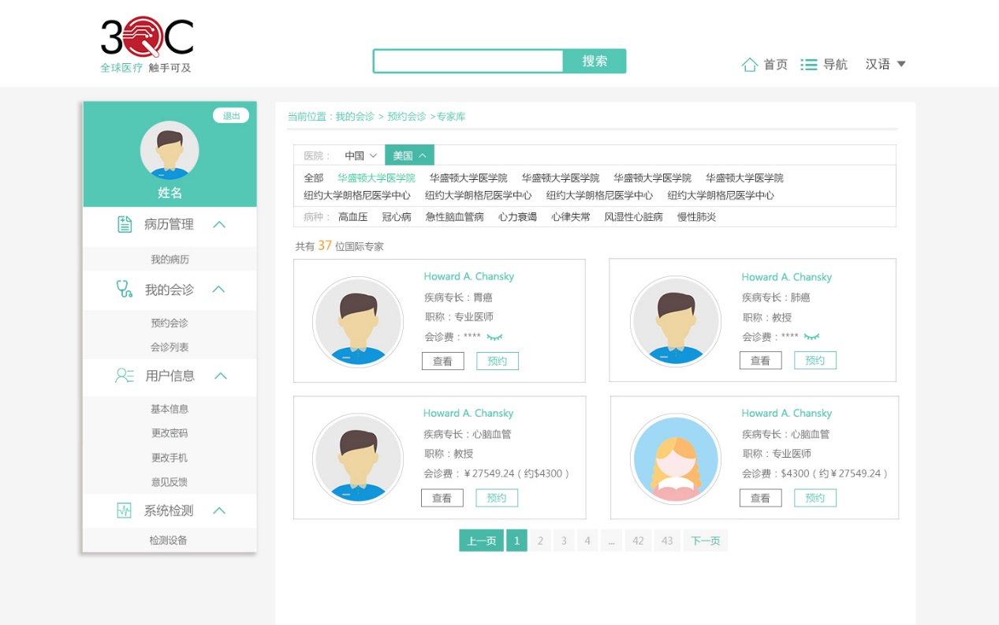 3QC
全球医疗 触手可及
搜索
首页 导航 汉语
退出
姓名
病历管理
我的病历
我的会诊
预约会诊
会诊列表
用户信息
基本信息
更改密码
更改手机
意见反馈
系统检测
检测设备
当前位置：我的会诊 > 预约会诊 >专家库
医院： 中国 美国
全部 华盛顿大学医学院 华盛顿大学医学院 华盛顿大学医学院 华盛顿大学医学院 华盛顿大学医学院
纽约大学朗格尼医学中心 纽约大学朗格尼医学中心 纽约大学朗格尼医学中心 纽约大学朗格尼医学中心
病种： 高血压 冠心病 急性脑血管病 心力衰竭 心律失常 风湿性心脏病 慢性肺炎
共有 37 位国际专家
Howard A. Chansky
疾病专长：胃癌
职称：专业医师
会诊费：****
查看 预约
Howard A. Chansky
疾病专长：肺癌
职称：教授
会诊费：****
查看 预约
Howard A. Chansky
疾病专长：心脑血管
职称：教授
会诊费：￥27549.24（约$4300）
查看 预约
Howard A. Chansky
疾病专长：心脑血管
职称：专业医师
会诊费：$4300（约￥27549.24）
查看 预约
上一页 1 2 3 4 ... 42 43 下一页